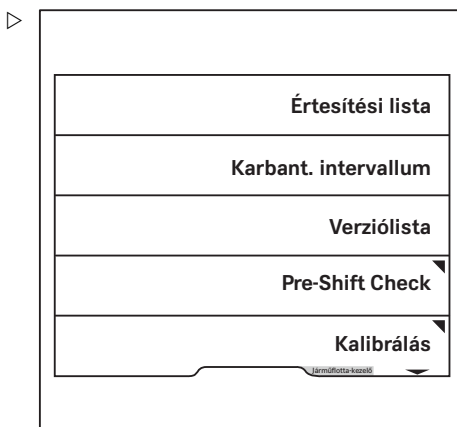 Értesítési lista
Karbant. intervallum
Verziólista
Pre-Shift Check
Kalibrálás
Járműflotta-kezelő